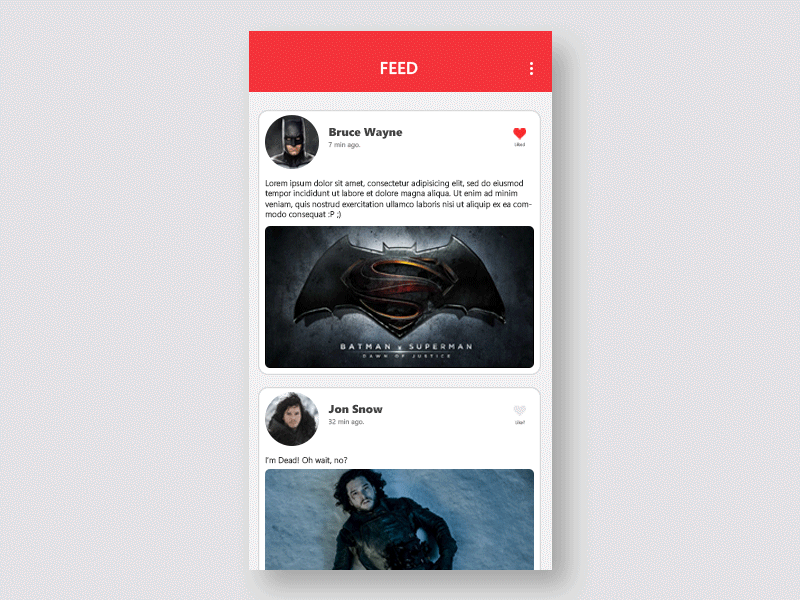 FEED
Bruce Wayne
7 min ago.
Liked
Lorem ipsum dolor sit amet, consectetur adipisicing elit, sed do eiusmod
tempor incididunt ut labore et dolore magna aliqua. Ut enim ad minim
veniam, quis nostrud exercitation ullamco laboris nisi ut aliquip ex ea com-
modo consequat :P ;)
BATMAN v SUPERMAN
DAWN OF JUSTICE
Jon Snow
32 min ago.
Like?
I'm Dead! Oh wait, no?